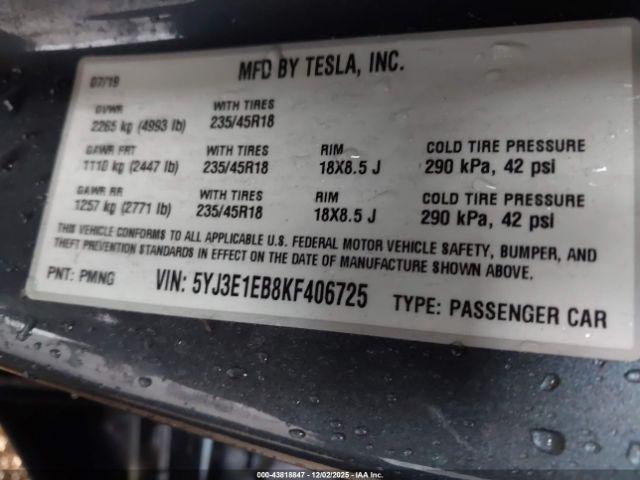 MFD BY TESLA, INC.
07/19
GVWR WITH TIRES
2265 kg (4993 lb) 235/45R18
GAWR FRT WITH TIRES RIM COLD TIRE PRESSURE
1110 kg (2447 lb) 235/45R18 18X8.5 J 290 kPa, 42 psi
GAWR RR WITH TIRES RIM COLD TIRE PRESSURE
1257 kg (2771 lb) 235/45R18 18X8.5 J 290 kPa, 42 psi
THIS VEHICLE CONFORMS TO ALL APPLICABLE U.S. FEDERAL MOTOR VEHICLE SAFETY, BUMPER, AND
THEFT PREVENTION STANDARDS IN EFFECT ON THE DATE OF MANUFACTURE SHOWN ABOVE.
PNT: PMNG VIN: 5YJ3E1EB8KF406725 TYPE: PASSENGER CAR
000-43818847 - 12/02/2025 - IAAI, Inc.